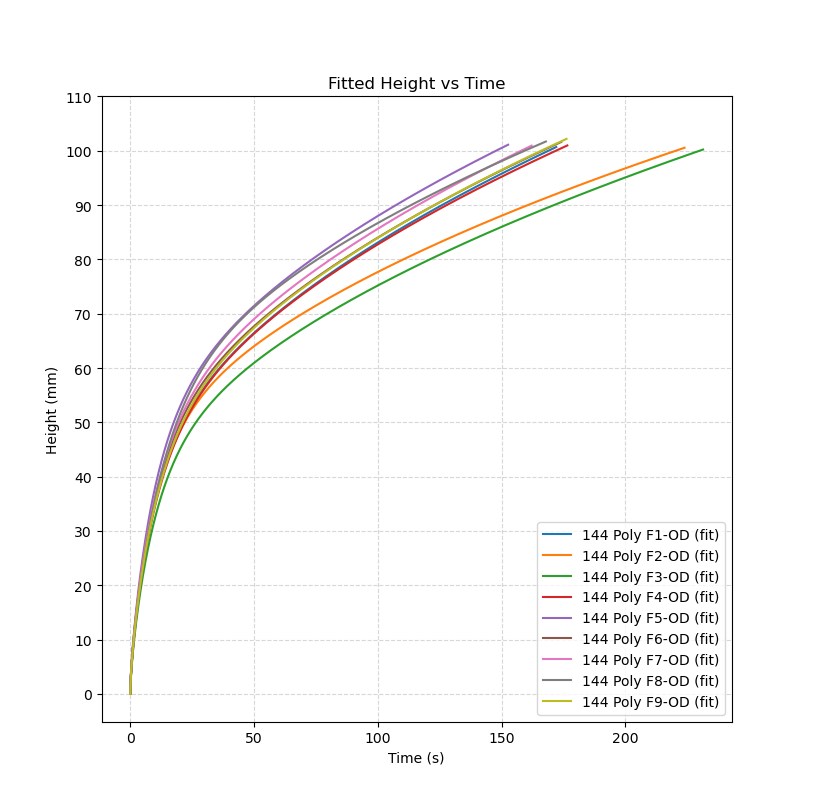 Fitted Height vs Time
110
100
90
80
70
60
50
40
30
20
10
0
Height (mm)
0
50
100
150
200
Time (s)
144 Poly F1-OD (fit)
144 Poly F2-OD (fit)
144 Poly F3-OD (fit)
144 Poly F4-OD (fit)
144 Poly F5-OD (fit)
144 Poly F6-OD (fit)
144 Poly F7-OD (fit)
144 Poly F8-OD (fit)
144 Poly F9-OD (fit)